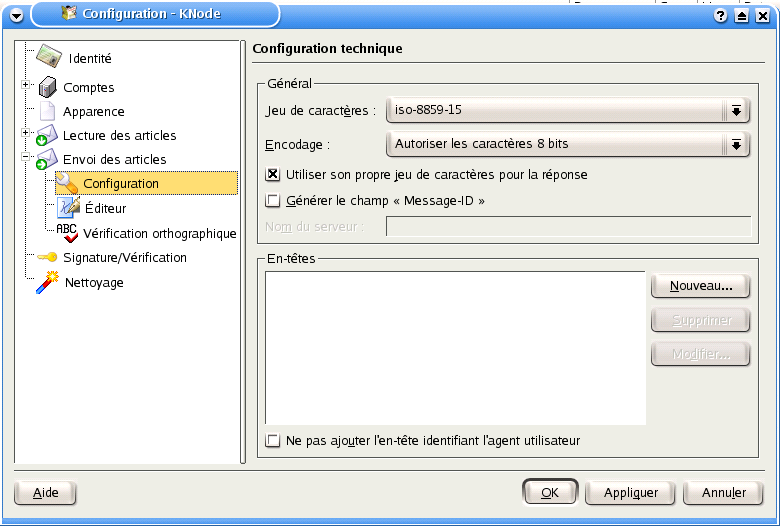 Configuration - KNode
Identité
Comptes
Apparence
Lecture des articles
Envoi des articles
Configuration
Éditeur
ABC
Vérification orthographique
Signature/Vérification
Nettoyage
Configuration technique
Général
Jeu de caractères :
iso-8859-15
Encodage :
Autoriser les caractères 8 bits
Utiliser son propre jeu de caractères pour la réponse
Générer le champ « Message-ID »
Nom du serveur :
En-têtes
Nouveau...
Supprimer
Modifier...
Ne pas ajouter l'en-tête identifiant l'agent utilisateur
Aide
OK
Appliquer
Annuler